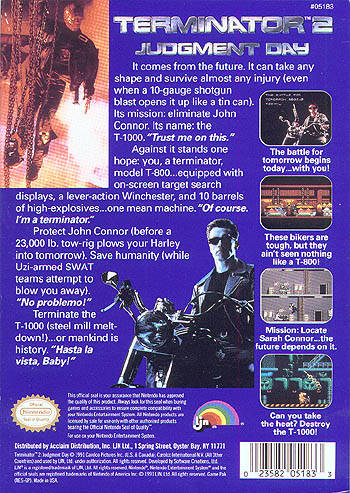 #05183
TERMINATOR™ 2
JUDGMENT DAY
It comes from the future. It can take any
shape and survive almost any injury (even
when a 10-gauge shotgun
blast opens it up like a tin can).
Its mission: eliminate John
Connor. Its name: the
T-1000. "Trust me on this."
Against it stands one
hope: you, a terminator,
model T-800...equipped with
on-screen target search
displays, a lever-action Winchester, and 10 barrels
of high-explosives...one mean machine. "Of course.
I'm a terminator."
Protect John Connor (before a
23,000 lb. tow-rig plows your Harley
into tomorrow). Save humanity (while
Uzi-armed SWAT
teams attempt to
blow you away).
"No problemo!"
Terminate the
T-1000 (steel mill melt-
down!)...or mankind is
history. "Hasta la
vista, Baby!"
THE BATTLE FOR
TOMORROW BEGINS
TODAY...
The battle for
tomorrow begins
today...with you!
These bikers are
tough, but they
ain't seen nothing
like a T-800!
Mission: Locate
Sarah Connor...the
future depends on it.
Can you take
the heat? Destroy
the T-1000!
Official
Nintendo
Seal of Quality
This official seal is your assurance that Nintendo has approved
the quality of this product. Always look for this seal when buying
games and accessories to ensure complete compatibility with
your Nintendo Entertainment System. All Nintendo products are
licensed by sale for use only with other authorized products
bearing the Official Nintendo Seal of Quality.
For use on your Nintendo Entertainment System.
LJN
Distributed by Acclaim Distribution, Inc. LJN Ltd., 1 Spring Street, Oyster Bay, NY 11771
Terminator 2: Judgment Day © 1991 Carolco Pictures Inc. (U.S. & Canada); Carolco International N.V. (All Other
Countries) and used by LJN, Ltd. under authorization. All rights reserved. Developed by Software Creations, Ltd.
LJN® is a registered trademark of LJN, Ltd. All rights reserved. Nintendo, Nintendo Entertainment System® and the
official seals are registered trademarks of Nintendo of America Inc. © 1991 LJN, Ltd. All rights reserved. Game Pak
(NES-GP). Made in USA.
0 23582 05183 3